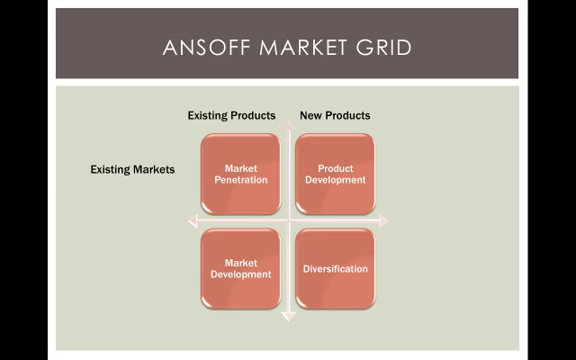 ANSOFF MARKET GRID
Existing Products New Products
Existing Markets
Market
Penetration
Product
Development
Market
Development
Diversification